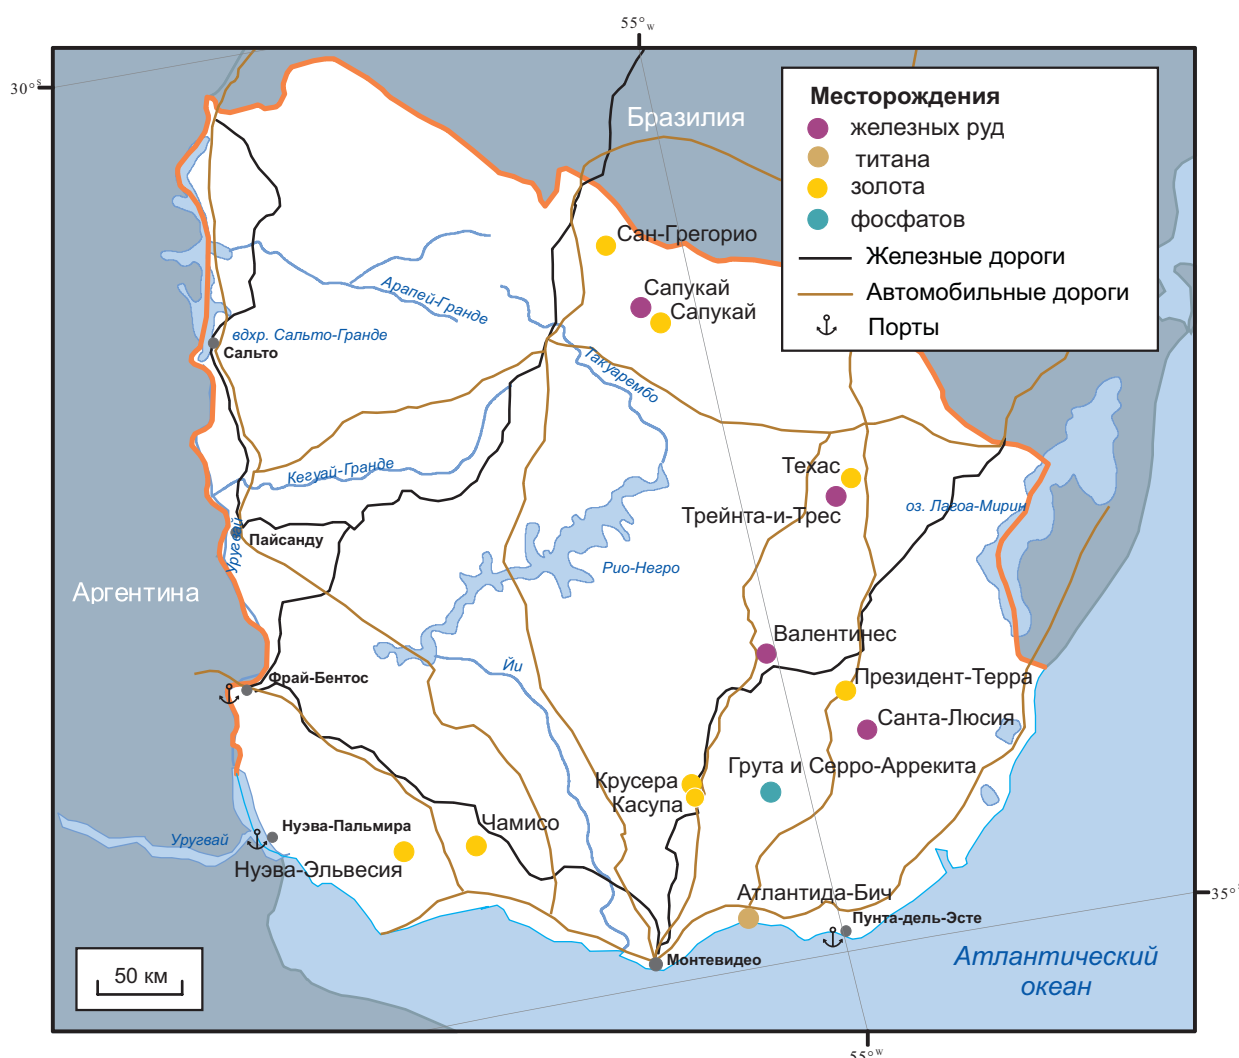 55°w
30°s
Бразилия
Месторождения
железных руд
титана
золота
фосфатов
Железные дороги
Автомобильные дороги
Порты
Сан-Грегорио
Сапукай
Сапукай
Арапей-Гранде
вдхр. Сальто-Гранде
Сальто
Такуарембо
Кегуай-Гранде
Техас
Трейнта-и-Трес
оз. Лагоа-Мирин
Уругвай
Пайсанду
Рио-Негро
Аргентина
Валентинес
Йи
Фрай-Бентос
Президент-Терра
Санта-Люсия
Грута и Серро-Аррекита
Крусера
Касупа
Нуэва-Пальмира
Чамисо
Уругвай
Нуэва-Эльвесия
Атлантида-Бич
35°
Пунта-дель-Эсте
Монтевидео
Атлантический
океан
50 км
55°w